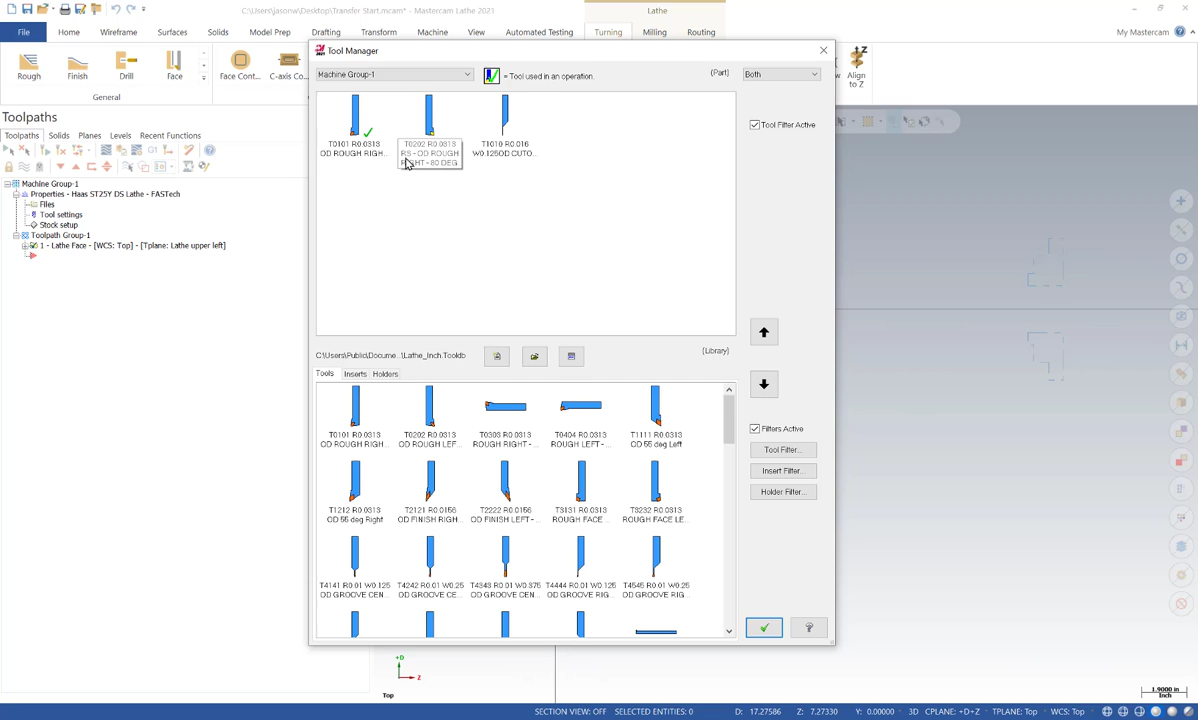 C:\Users\jasonw\Desktop\Transfer Start.mcam* - Mastercam Lathe 2021
Lathe
File
Home
Wireframe
Surfaces
Solids
Model Prep
Drafting
Transform
Machine
View
Automated Testing
Turning
Milling
Routing
My Mastercam
Rough
Finish
Drill
Face
Face Cont...
C-axis Co...
Align
to Z
General
Toolpaths
Toolpaths
Solids
Planes
Levels
Recent Functions
G1
Machine Group-1
Properties - Haas ST25Y DS Lathe - FASTech
Files
Tool settings
Stock setup
Toolpath Group-1
1 - Lathe Face - [WCS: Top] - [Tplane: Lathe upper left]
Tool Manager
Machine Group-1
= Tool used in an operation.
(Part)
Both
Tool Filter Active
T0101 R0.0313
OD ROUGH RIGH...
T0202 R0.0313
RS - OD ROUGH
RIGHT - 80 DEG
T1010 R0.016
W0.125OD CUTO...
C:\Users\Public\Docume...\Lathe_Inch.Tooldb
(Library)
Tools
Inserts
Holders
T0101 R0.0313
OD ROUGH RIGH...
T0202 R0.0313
OD ROUGH LEF...
T0303 R0.0313
ROUGH RIGHT -...
T0404 R0.0313
ROUGH LEFT -...
T1111 R0.0313
OD 55 deg Left
T1212 R0.0313
OD 55 deg Right
T2121 R0.0156
OD FINISH RIGH...
T2222 R0.0156
OD FINISH LEFT -...
T3131 R0.0313
ROUGH FACE ...
T3232 R0.0313
ROUGH FACE LE...
T4141 R0.01 W0.125
OD GROOVE CEN...
T4242 R0.01 W0.25
OD GROOVE CE...
T4343 R0.01 W0.375
OD GROOVE CEN...
T4444 R0.01 W0.125
OD GROOVE RIG...
T4545 R0.01 W0.25
OD GROOVE RIG...
Filters Active
Tool Filter...
Insert Filter...
Holder Filter...
+D
Z
Top
1.9000 in
Inch
SECTION VIEW: OFF
SELECTED ENTITIES: 0
D: 17.27586
Z: 7.27330
Y: 0.00000
3D
CPLANE: +D+Z
TPLANE: Top
WCS: Top